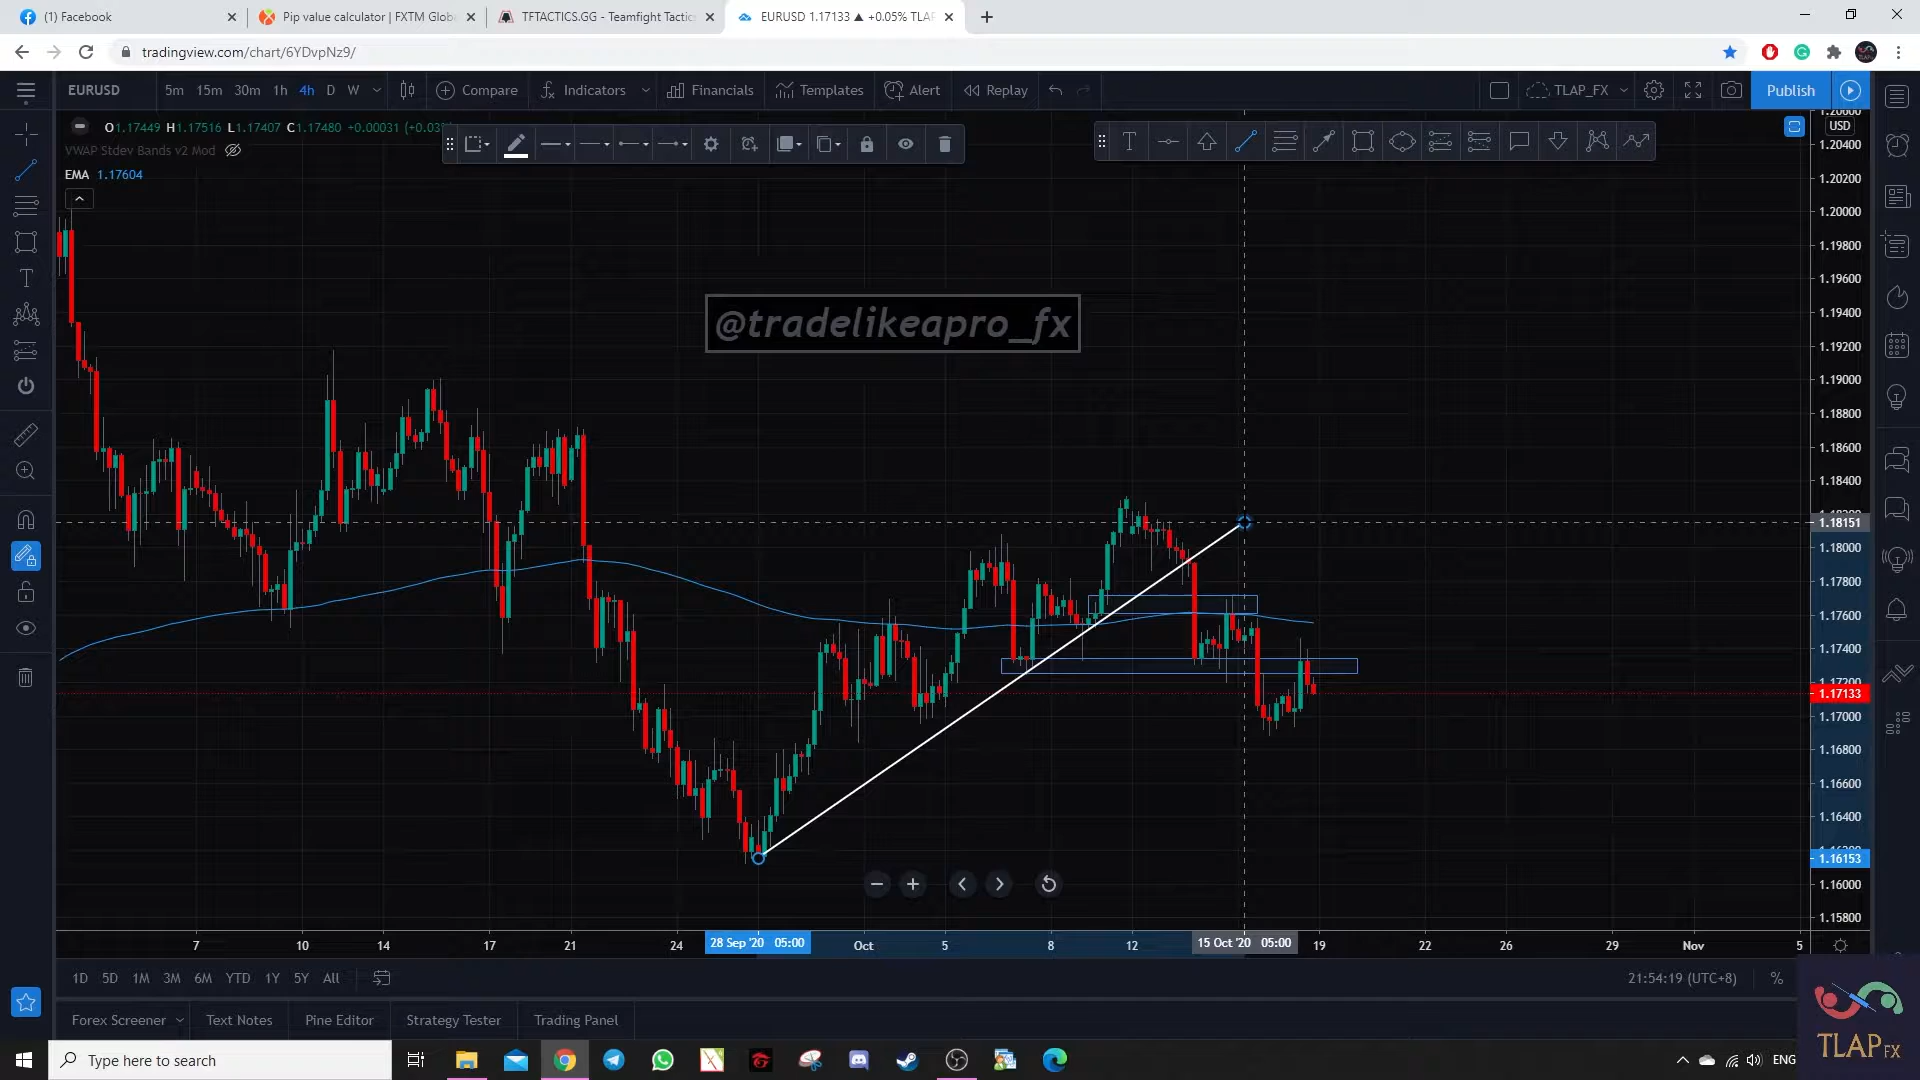 (1) Facebook
Pip value calculator | FXTM Glob
TFTACTICS.GG - Teamfight Tactic
EURUSD 1.17133 ▲ +0.05% TLAP
tradingview.com/chart/6YDvpNz9/
EURUSD 5m 15m 30m 1h 4h D W Compare Indicators Financials Templates Alert Replay TLAP_FX Publish
O1.17449 H1.17516 L1.17407 C1.17480 +0.00031
VWAP Stdev Bands v2 Mod
EMA 1.17604
USD
@tradelikeapro_fx
1.20400
1.20200
1.20000
1.19800
1.19600
1.19400
1.19200
1.19000
1.18800
1.18600
1.18400
1.18151
1.18000
1.17800
1.17600
1.17400
1.17133
1.17000
1.16800
1.16600
1.16400
1.16153
1.16000
1.15800
7 10 14 17 21 24 28 Sep '20 05:00 Oct 5 8 12 15 Oct '20 05:00 19 22 26 29 Nov 5
1D 5D 1M 3M 6M YTD 1Y 5Y All
21:54:19 (UTC+8) %
Forex Screener Text Notes Pine Editor Strategy Tester Trading Panel
TLAP FX
Type here to search
ENG